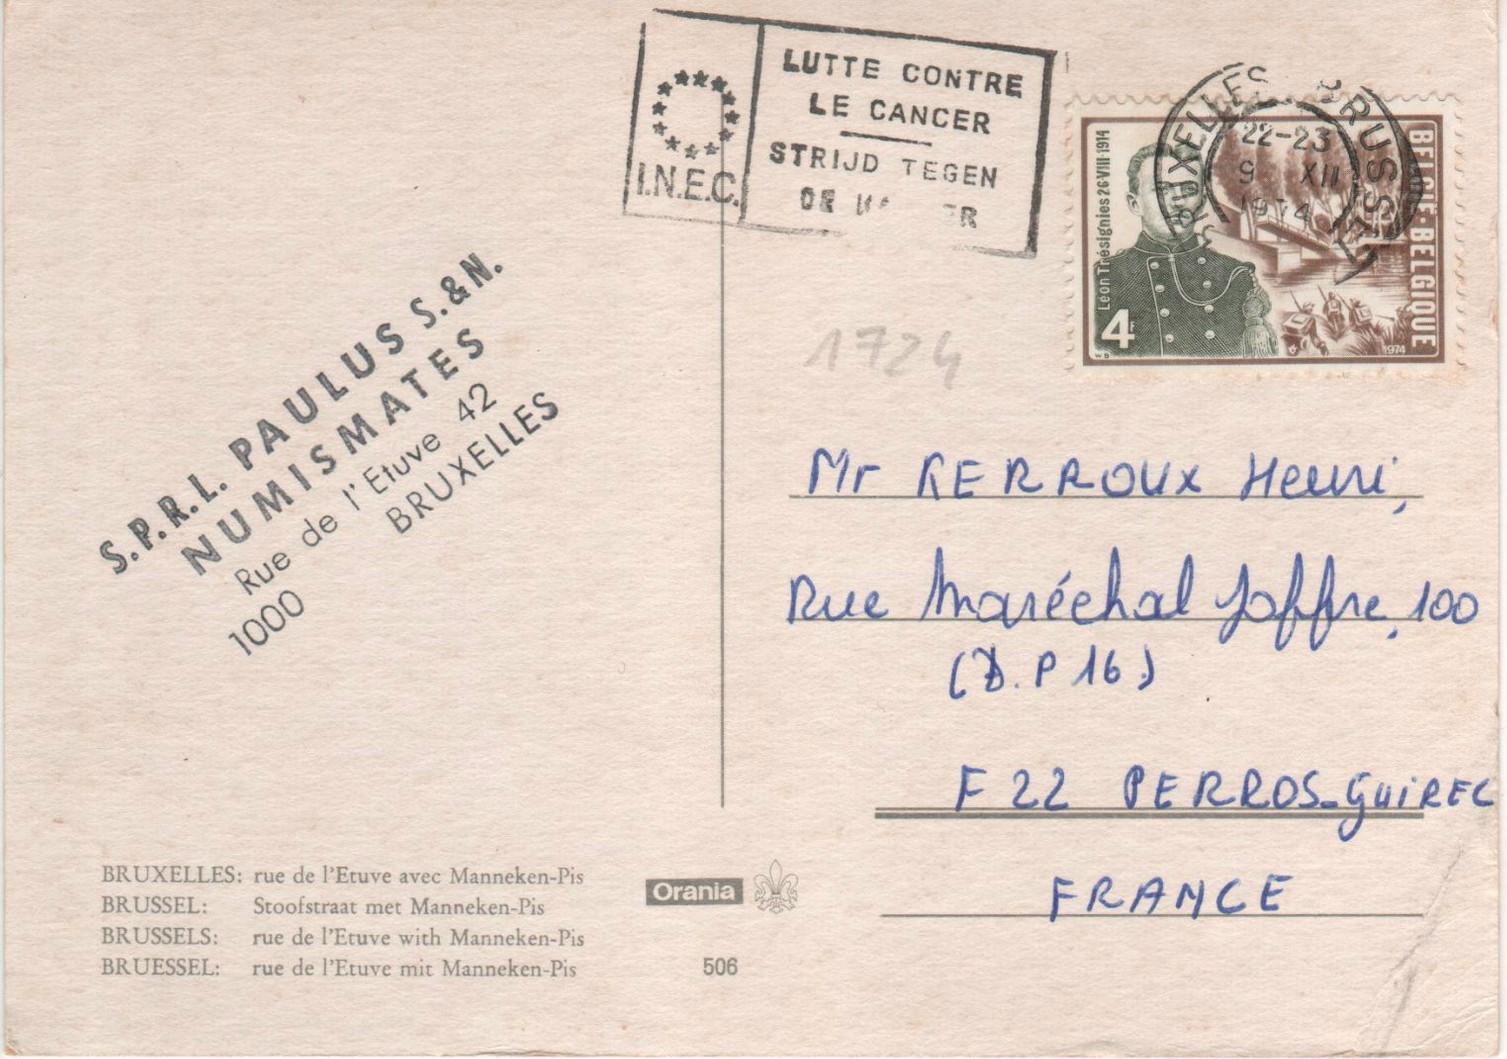 LUTTE CONTRE
LE CANCER
STRIJD TEGEN
DE
I.N.E.C.
BRUXELLES BRUSSEL
22-23
9 XII
1974
BELGIË-BELGIQUE
Léon Trésignies 26·VIII·1914
4F
1974
1724
S.P.R.L. PAULUS S.&N.
NUMISMATES
Rue de l'Etuve 42
1000 BRUXELLES
Mr KERROUX Henri,
Rue Maréchal Joffre, 100
(B.P 16)
F 22 PERROS-GUIREC
FRANCE
BRUXELLES: rue de l'Etuve avec Manneken-Pis
BRUSSEL: Stoofstraat met Manneken-Pis
BRUSSELS: rue de l'Etuve with Manneken-Pis
BRUESSEL: rue de l'Etuve mit Manneken-Pis
Orania
506